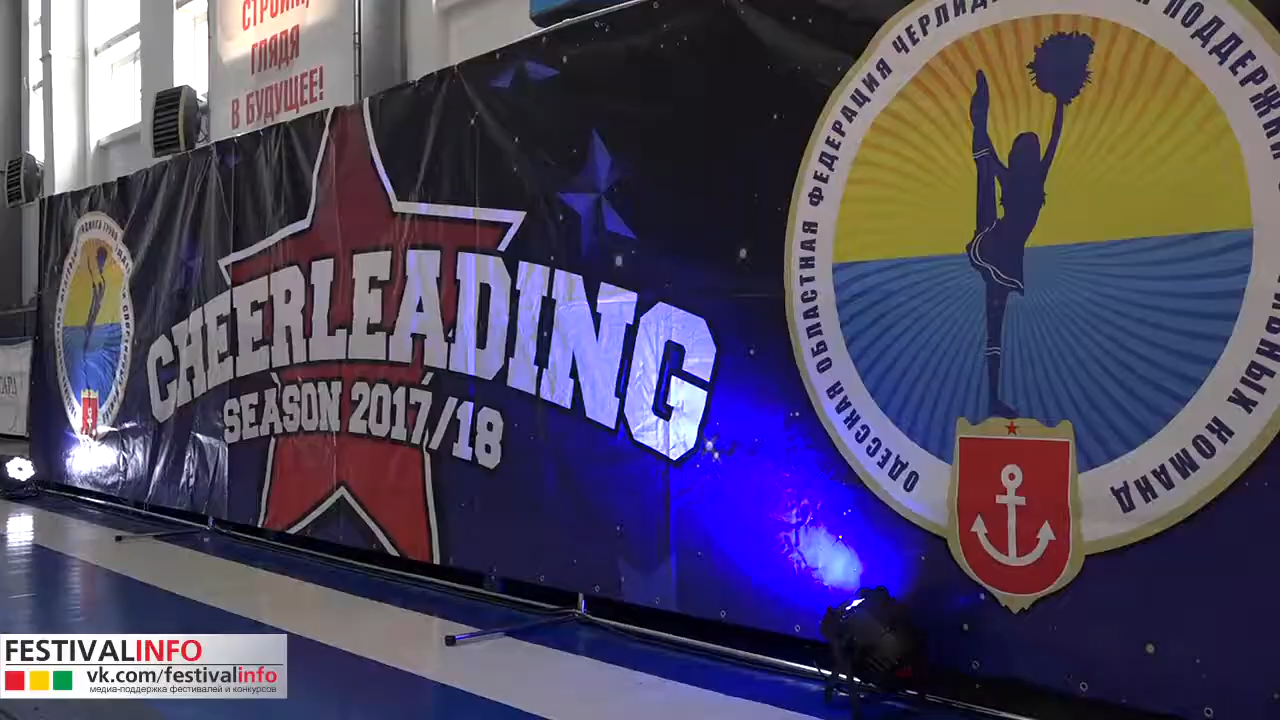 СТРОИМ,
ГЛЯДЯ
В БУДУЩЕЕ!
CHEERLEADING
SEASON 2017/18
ОДЕССКАЯ ОБЛАСТНАЯ ФЕДЕРАЦИЯ ПОДДЕРЖКИ КОМАНД
FESTIVALINFO
vk.com/festivalinfo
медиа-поддержка фестивалей и конкурсов